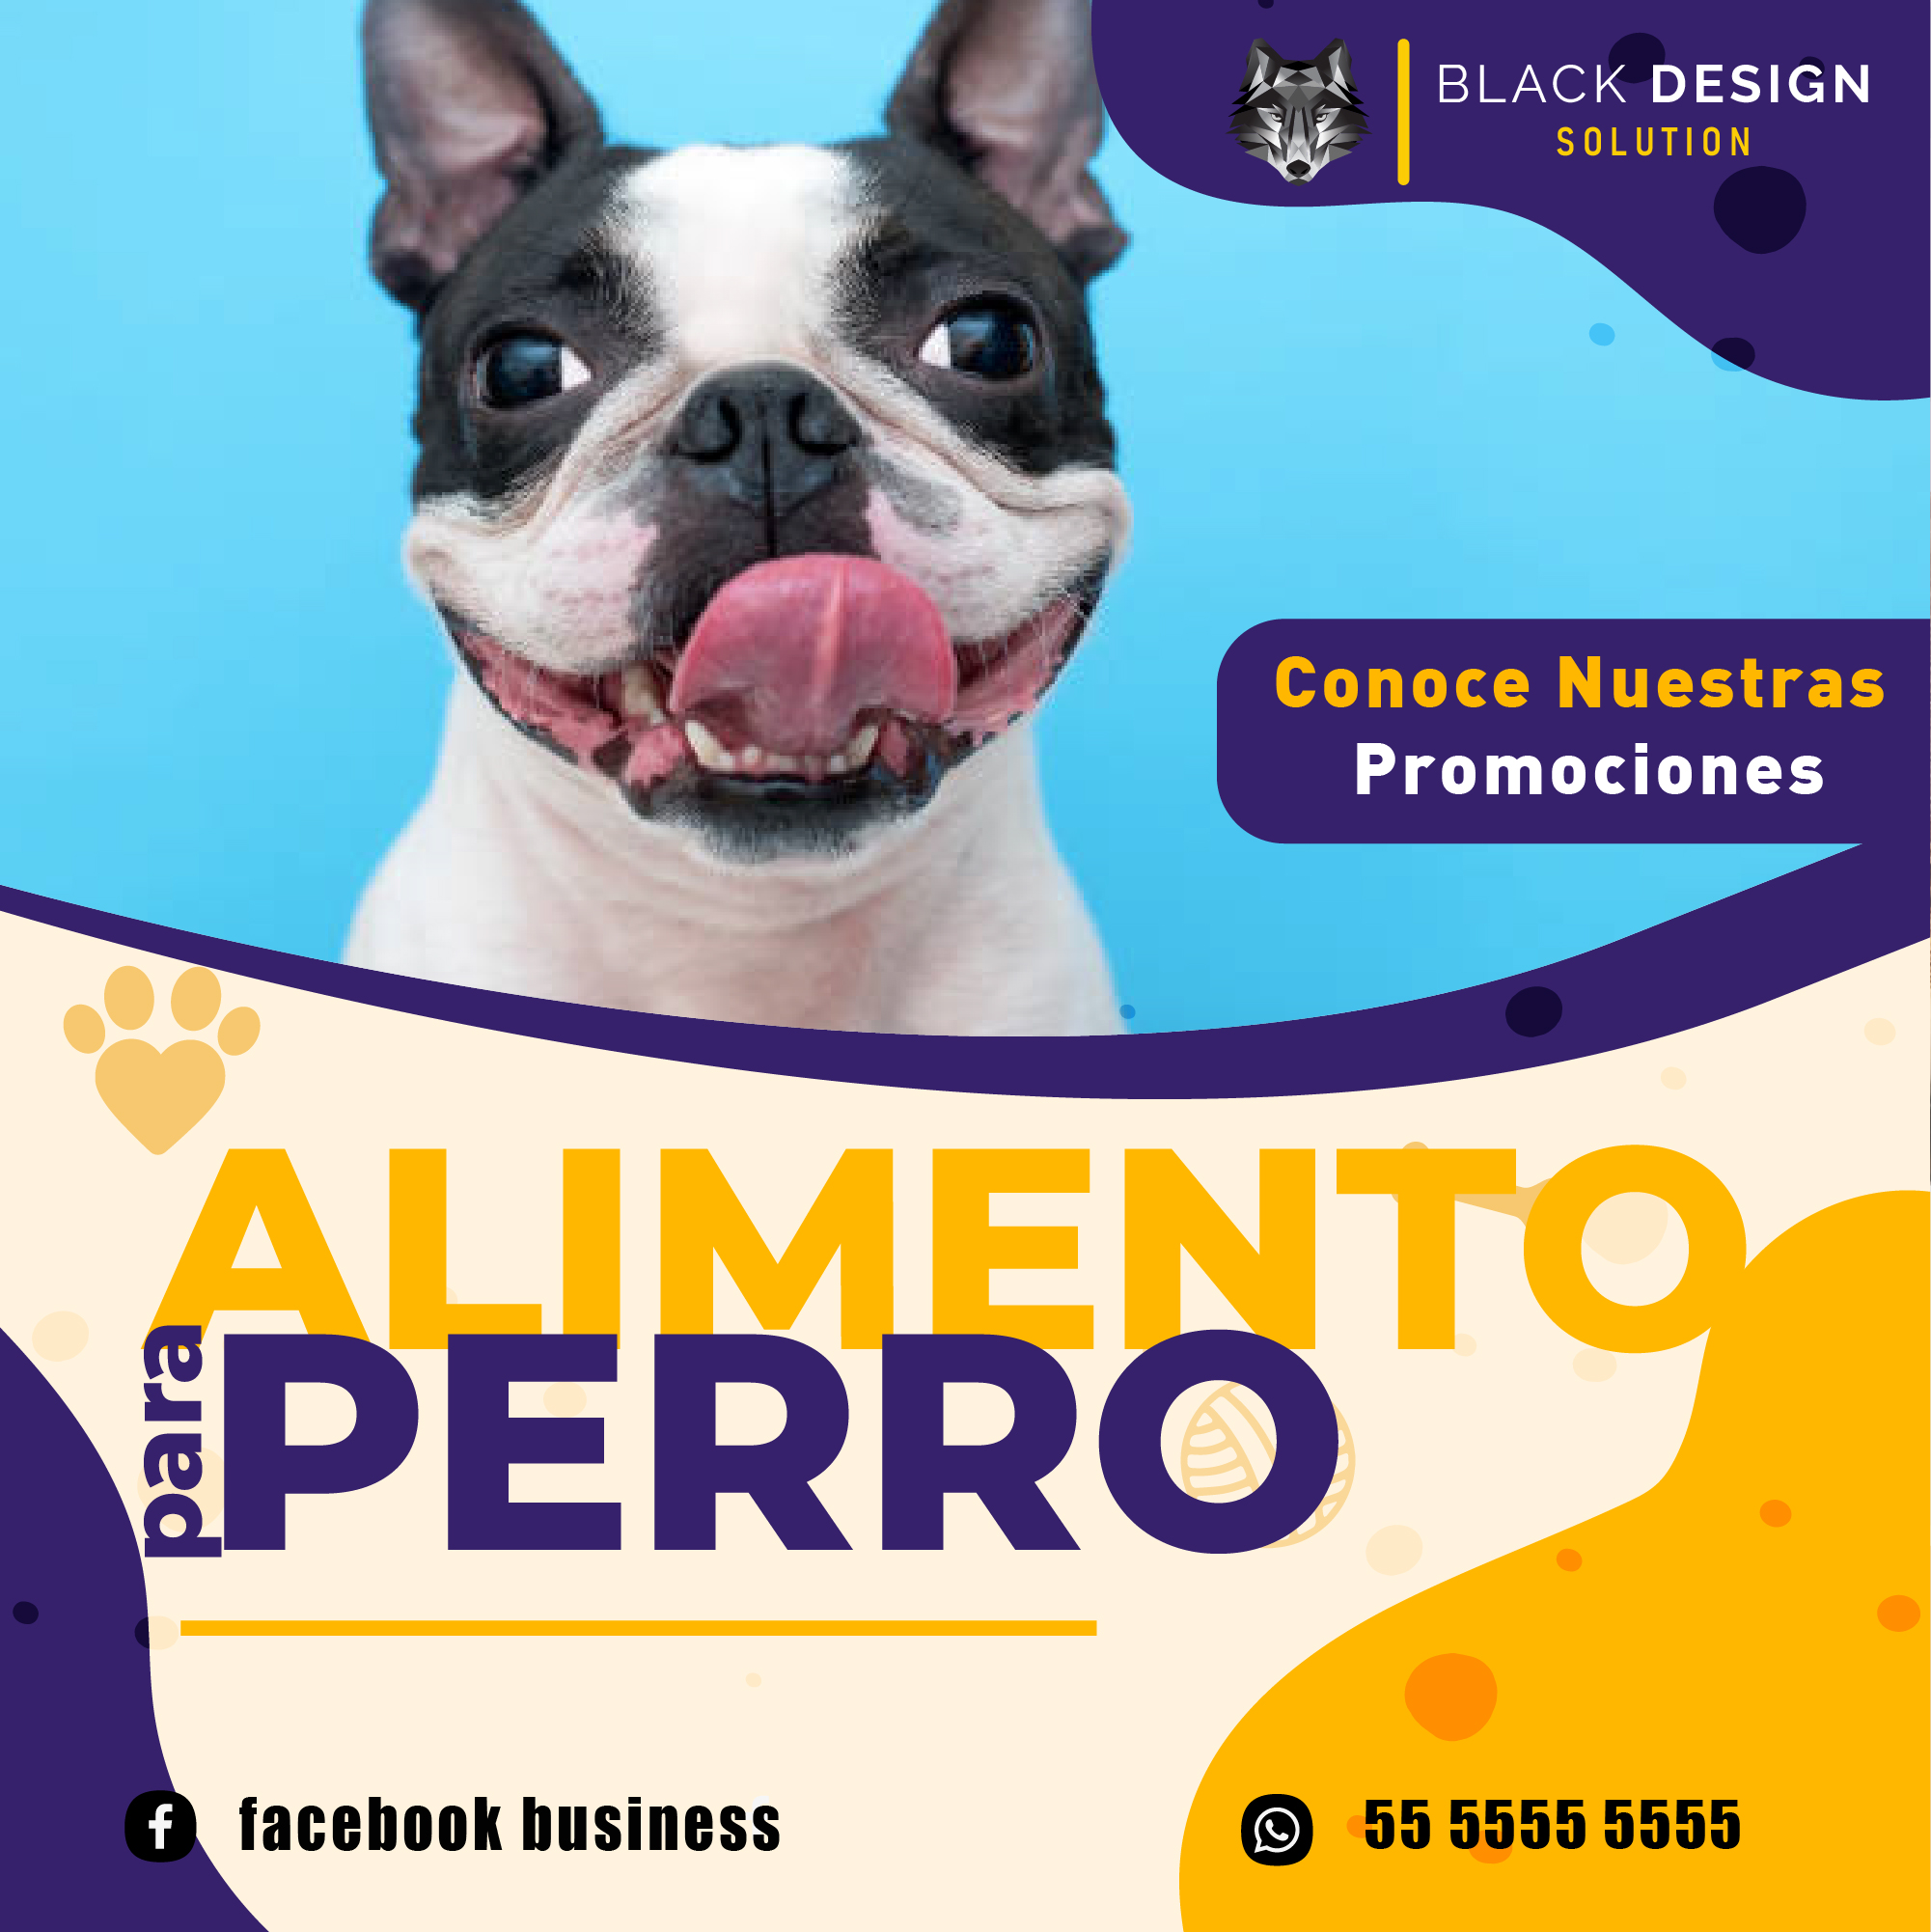 BLACK DESIGN
SOLUTION
Conoce Nuestras
Promociones
ALIMENTO
para
PERRO
facebook business
55 5555 5555